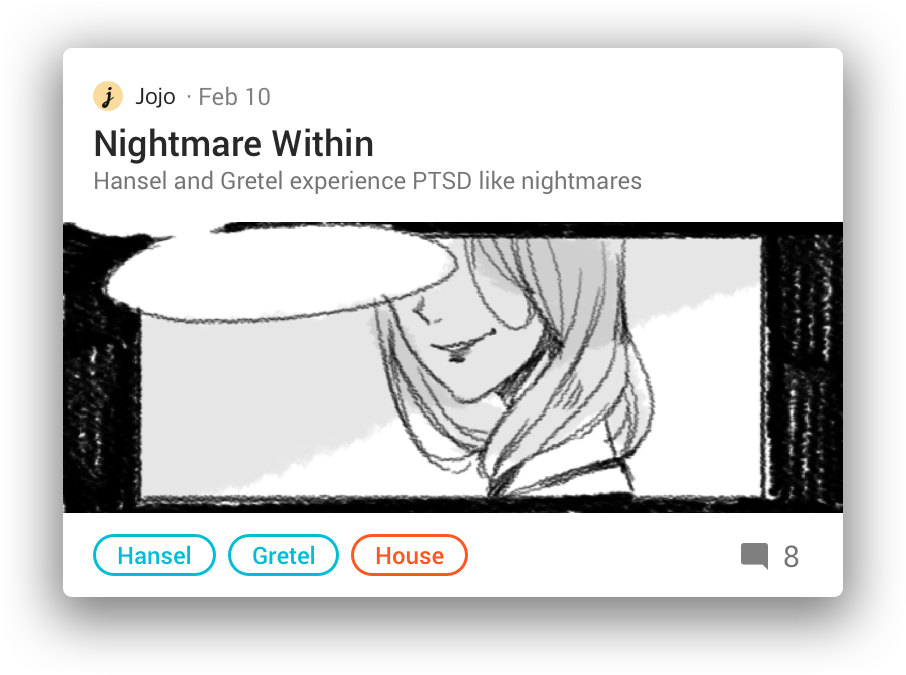 j Jojo · Feb 10
Nightmare Within
Hansel and Gretel experience PTSD like nightmares
Hansel Gretel House 8